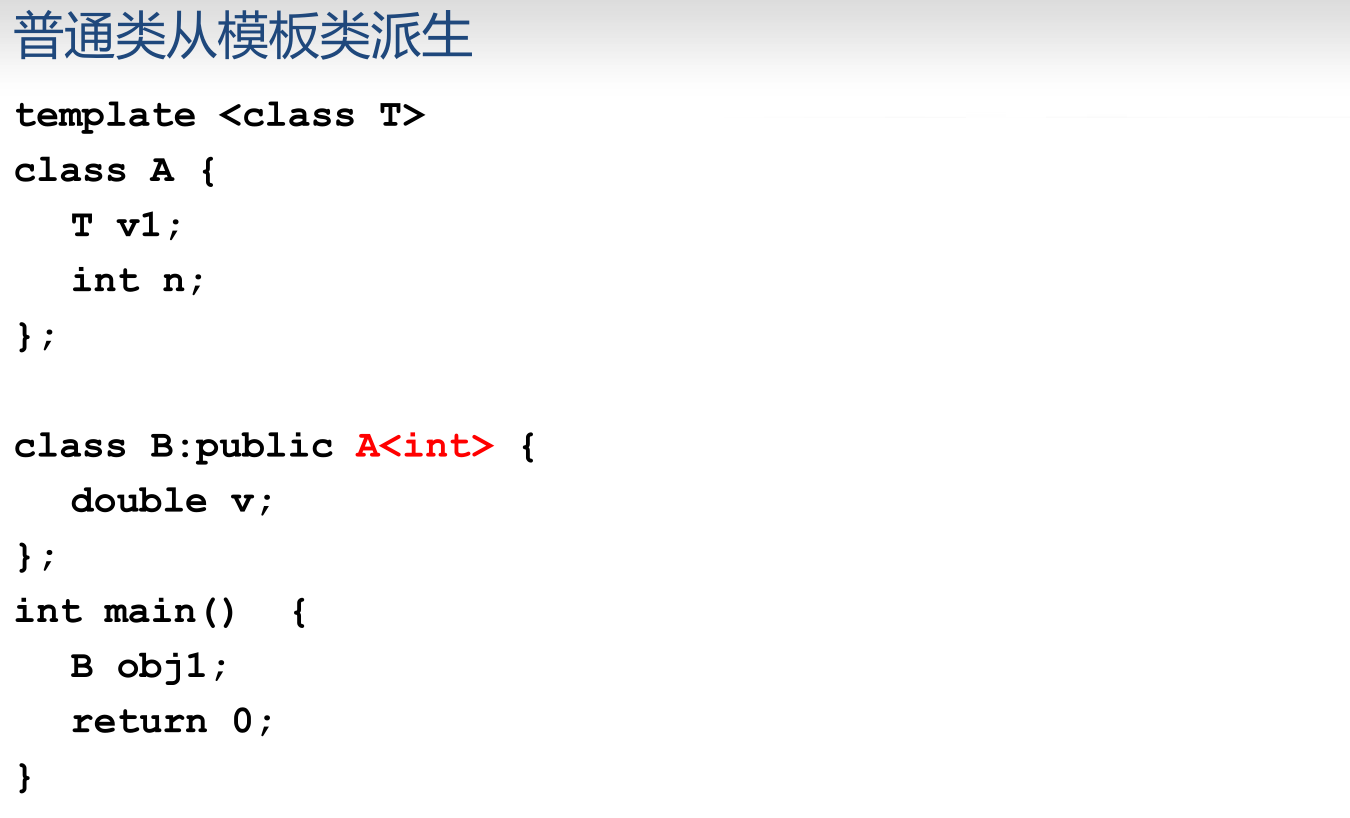 普通类从模板类派生
template <class T>
class A {
T v1;
int n;
};
class B:public A<int> {
double v;
};
int main()  {
B obj1;
return 0;
}